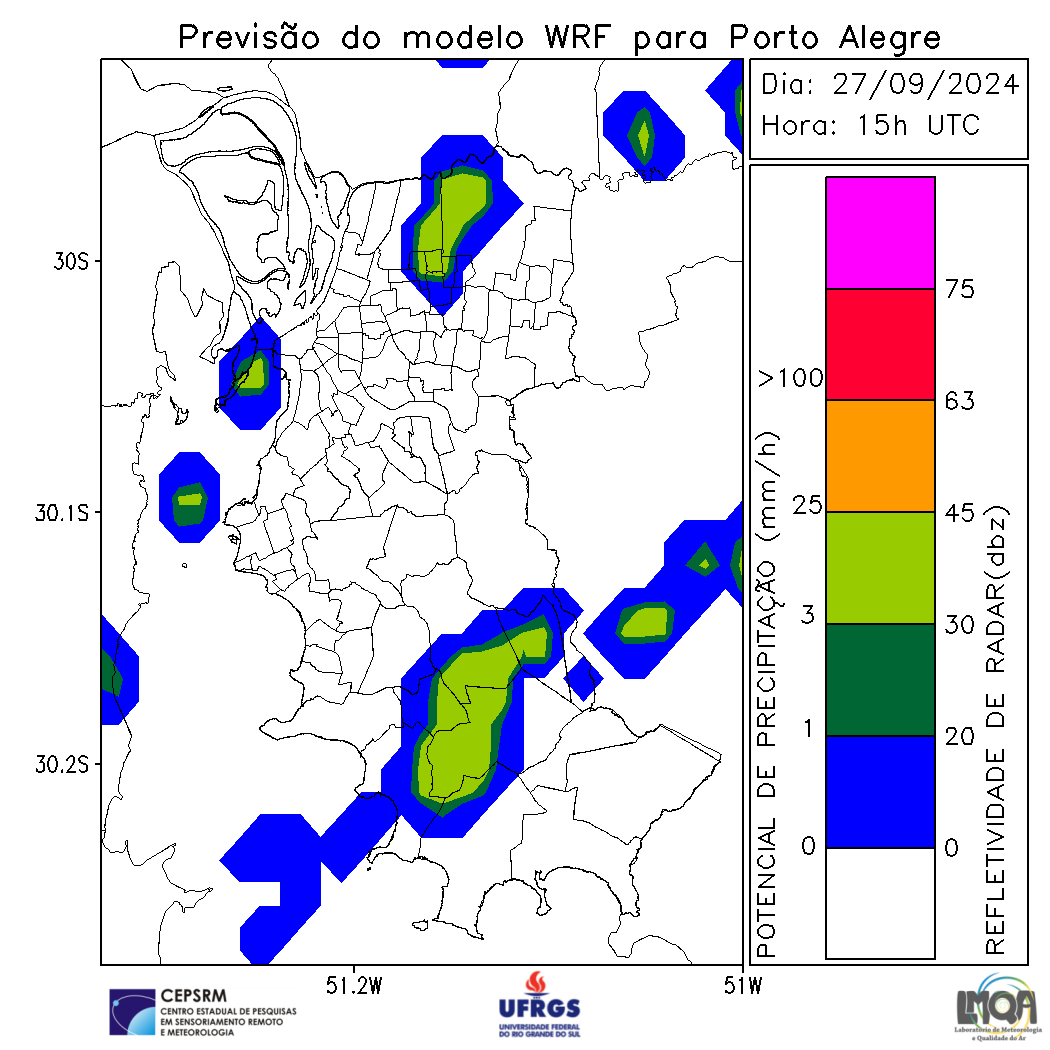 Previsão do modelo WRF para Porto Alegre
Dia: 27/09/2024
Hora: 15h UTC
30S
30.1S
30.2S
51.2W
51W
POTENCIAL DE PRECIPITAÇÃO (mm/h)
>100
25
3
1
0
75
63
45
30
20
0
REFLETIVIDADE DE RADAR(dbz)
CEPSRM
CENTRO ESTADUAL DE PESQUISAS
EM SENSORIAMENTO REMOTO
E METEOROLOGIA
UFRGS
UNIVERSIDADE FEDERAL
DO RIO GRANDE DO SUL
LMQA
Laboratório de Meteorologia
e Qualidade do Ar